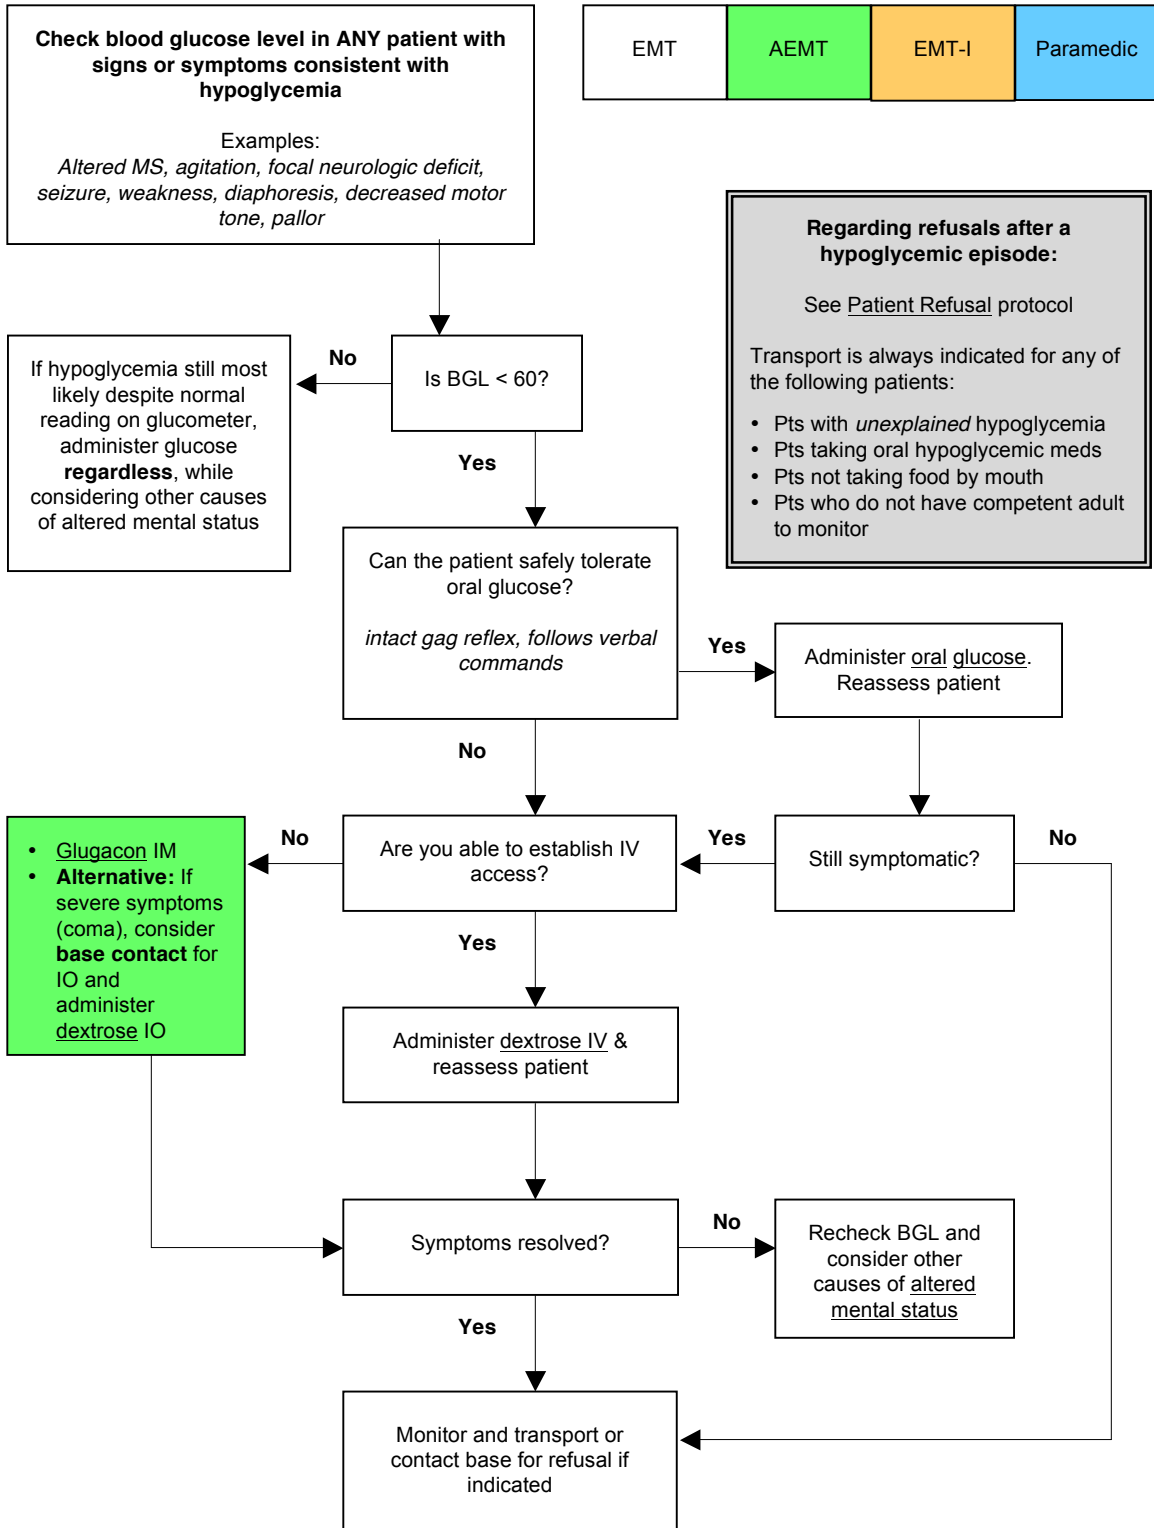 Check blood glucose level in ANY patient with
signs or symptoms consistent with
hypoglycemia
Examples:
Altered MS, agitation, focal neurologic deficit,
seizure, weakness, diaphoresis, decreased motor
tone, pallor
EMT
AEMT
EMT-I
Paramedic
Regarding refusals after a
hypoglycemic episode:
See Patient Refusal protocol
Transport is always indicated for any of
the following patients:
• Pts with unexplained hypoglycemia
• Pts taking oral hypoglycemic meds
• Pts not taking food by mouth
• Pts who do not have competent adult
to monitor
Is BGL < 60?
No
If hypoglycemia still most
likely despite normal
reading on glucometer,
administer glucose
regardless, while
considering other causes
of altered mental status
Yes
Can the patient safely tolerate
oral glucose?
intact gag reflex, follows verbal
commands
Yes
Administer oral glucose.
Reassess patient
No
Are you able to establish IV
access?
Yes
Still symptomatic?
No
No
• Glugacon IM
• Alternative: If
severe symptoms
(coma), consider
base contact for
IO and
administer
dextrose IO
Yes
Administer dextrose IV &
reassess patient
Symptoms resolved?
No
Recheck BGL and
consider other
causes of altered
mental status
Yes
Monitor and transport or
contact base for refusal if
indicated